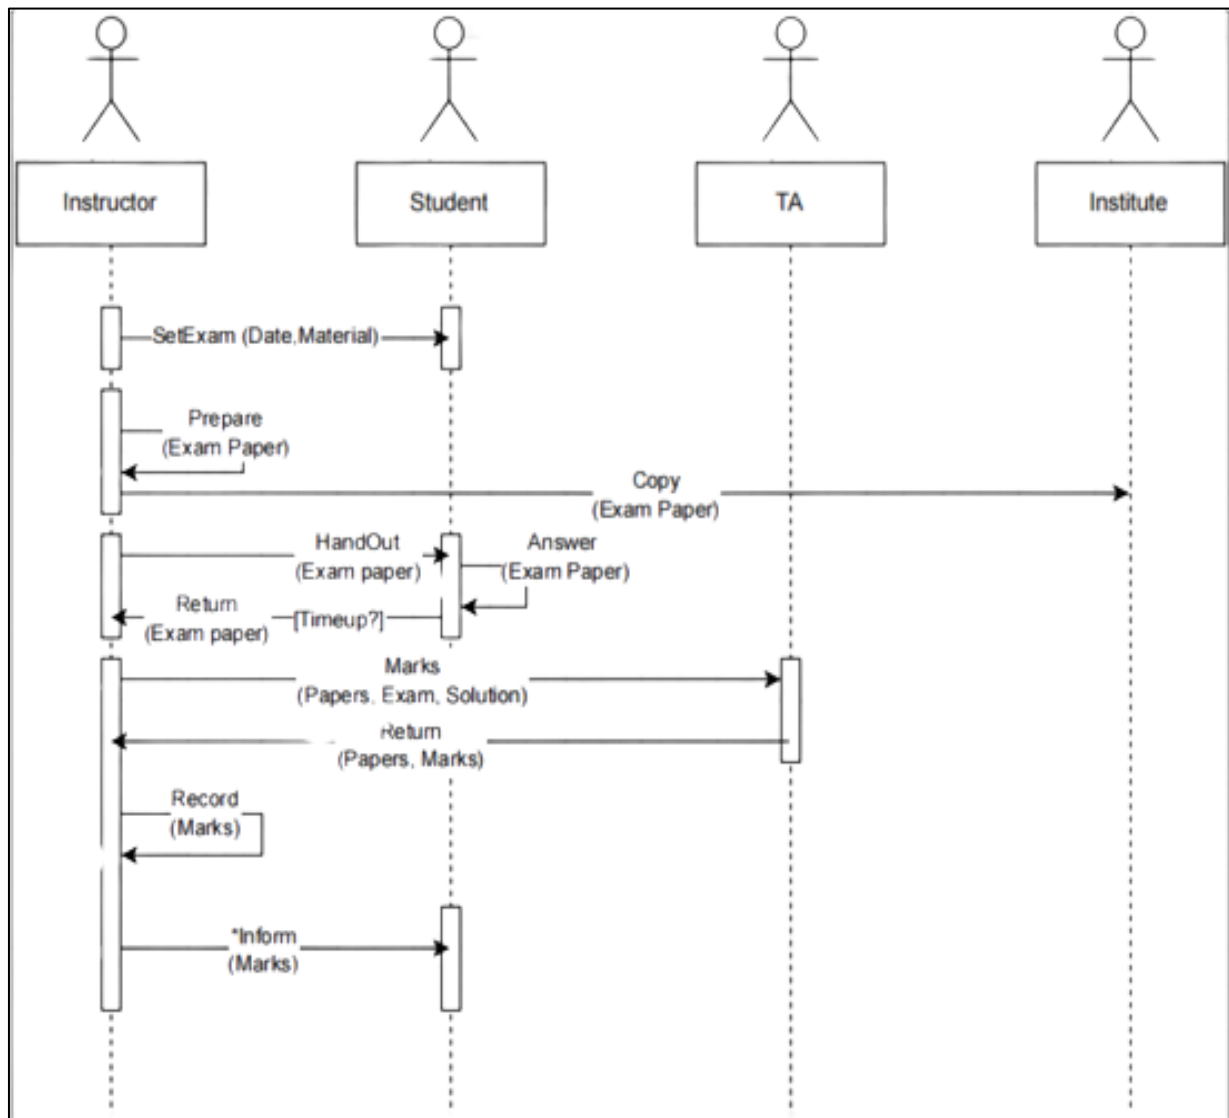 Instructor
Student
TA
Institute
SetExam (Date,Material)
Prepare
(Exam Paper)
Copy
(Exam Paper)
HandOut
(Exam paper)
Answer
(Exam Paper)
Return
(Exam paper)
[Timeup?]
Marks
(Papers, Exam, Solution)
Return
(Papers, Marks)
Record
(Marks)
*Inform
(Marks)